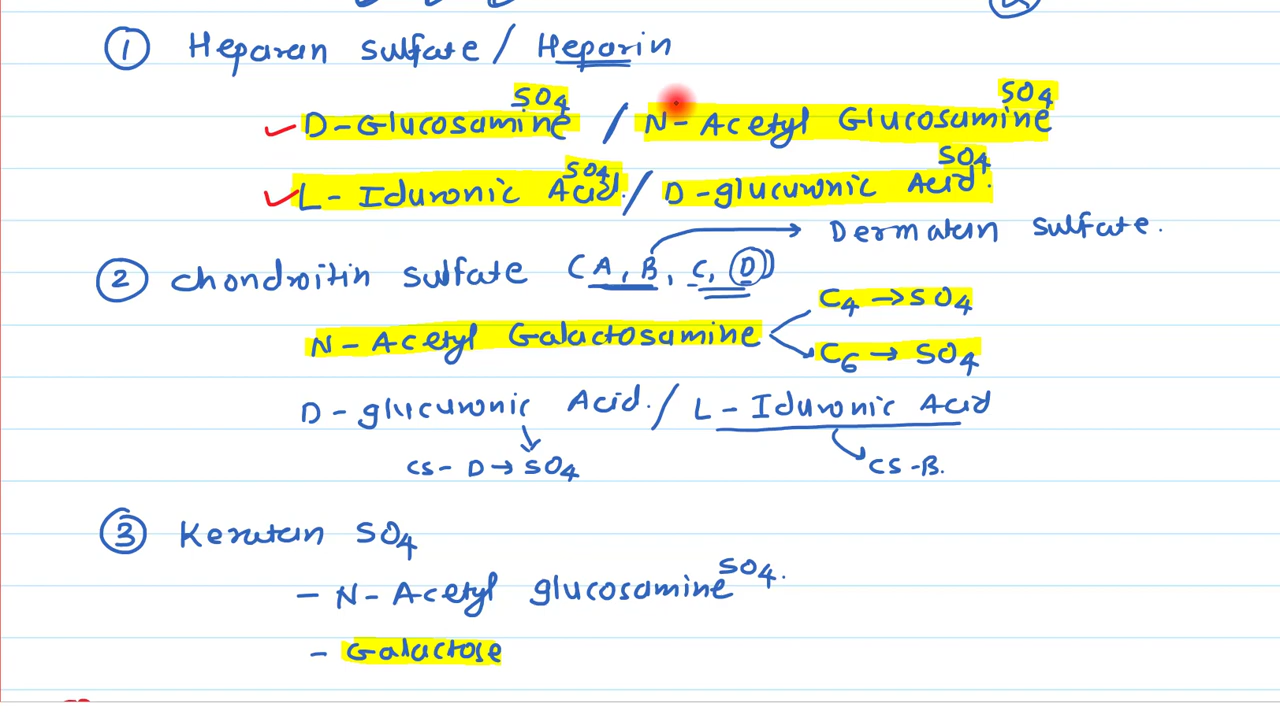 ① Heparan sulfate / Heparin
SO4 SO4
✓ D-Glucosamine / N-Acetyl Glucosamine
SO4 SO4
✓ L-Iduronic Acid. / D-glucuronic Acid.
→ Dermatan sulfate.
② Chondroitin sulfate (A, B, C, D)
C4 → SO4
N-Acetyl Galactosamine
C6 → SO4
D-glucuronic Acid. / L-Iduronic Acid
CS-D → SO4 CS-B.
③ Keratan SO4
SO4.
- N-Acetyl glucosamine
- Galactose